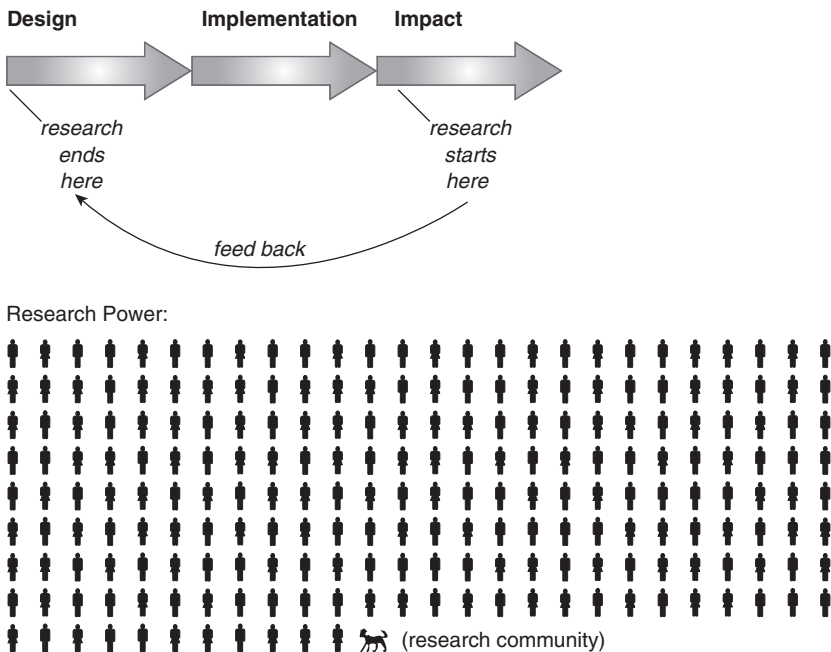 Design Implementation Impact
research
ends
here
research
starts
here
feed back
Research Power:
(research community)